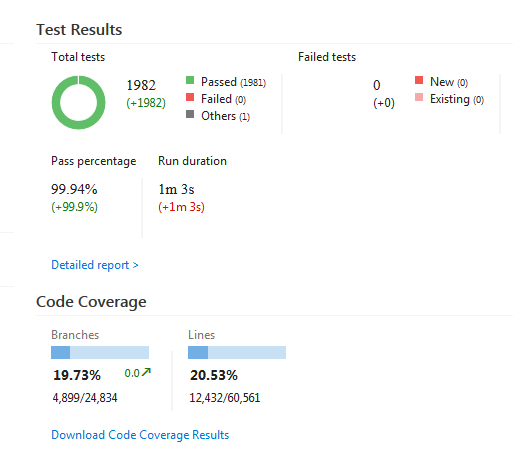 Test Results
Total tests
Failed tests
1982
(+1982)
Passed (1981)
Failed (0)
Others (1)
0
(+0)
New (0)
Existing (0)
Pass percentage
Run duration
99.94%
(+99.9%)
1m 3s
(+1m 3s)
Detailed report >
Code Coverage
Branches
Lines
19.73%
0.0
20.53%
4,899/24,834
12,432/60,561
Download Code Coverage Results